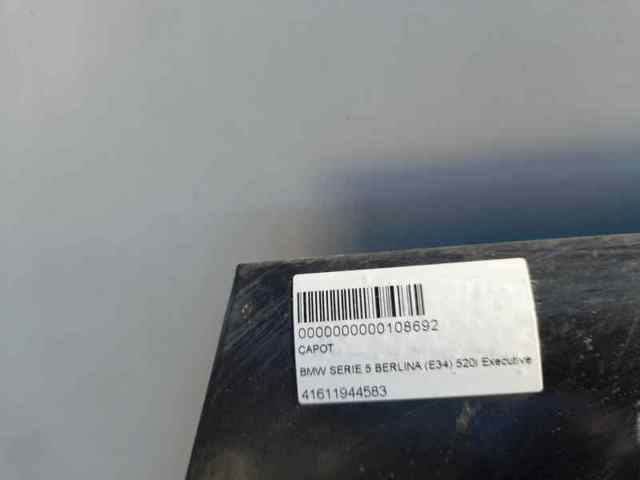 0000000000108692
CAPOT
BMW SERIE 5 BERLINA (E34) 520i Executive
41611944583